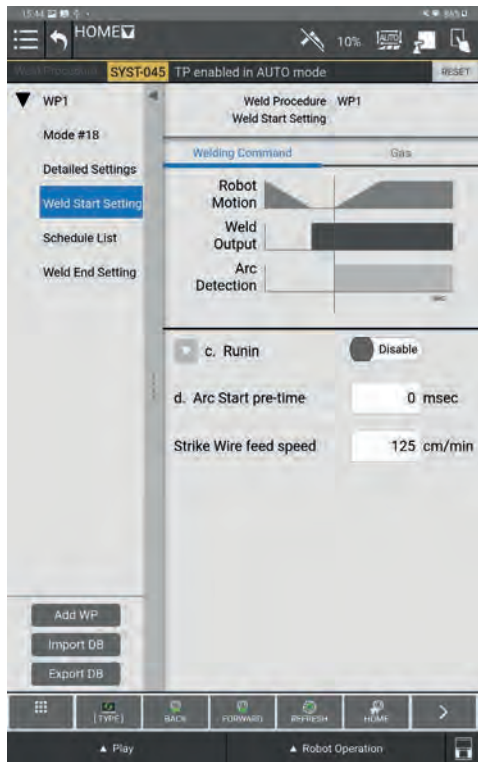 15:44
HOME
10%
AUTO
SYST-045 TP enabled in AUTO mode
RESET
WP1
Mode #18
Detailed Settings
Weld Start Setting
Schedule List
Weld End Setting
Add WP
Import DB
Export DB
Weld Procedure WP1
Weld Start Setting
Welding Command
Gas
Robot
Motion
Weld
Output
Arc
Detection
c. Runin
Disable
d. Arc Start pre-time
0 msec
Strike Wire feed speed
125 cm/min
[TYPE]
BACK
FORWARD
REFRESH
HOME
▲ Play
▲ Robot Operation